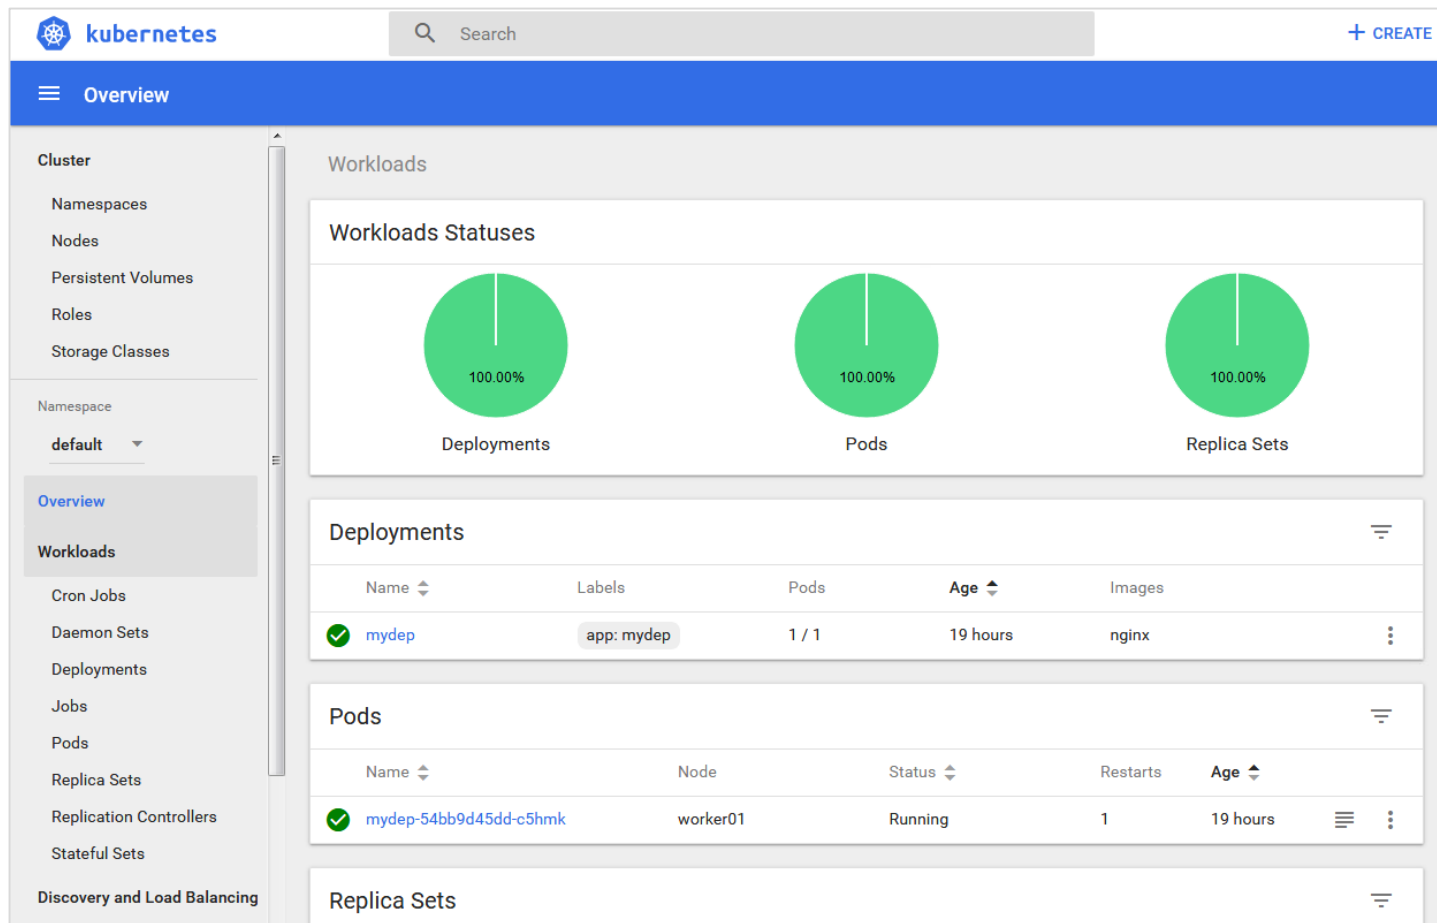 kubernetes
Search
+ CREATE
Overview
Cluster
Namespaces
Nodes
Persistent Volumes
Roles
Storage Classes
Namespace
default
Overview
Workloads
Cron Jobs
Daemon Sets
Deployments
Jobs
Pods
Replica Sets
Replication Controllers
Stateful Sets
Discovery and Load Balancing
Workloads
Workloads Statuses
100.00% 100.00% 100.00%
Deployments Pods Replica Sets
Deployments
Name Labels Pods Age Images
mydep app: mydep 1 / 1 19 hours nginx
Pods
Name Node Status Restarts Age
mydep-54bb9d45dd-c5hmk worker01 Running 1 19 hours
Replica Sets